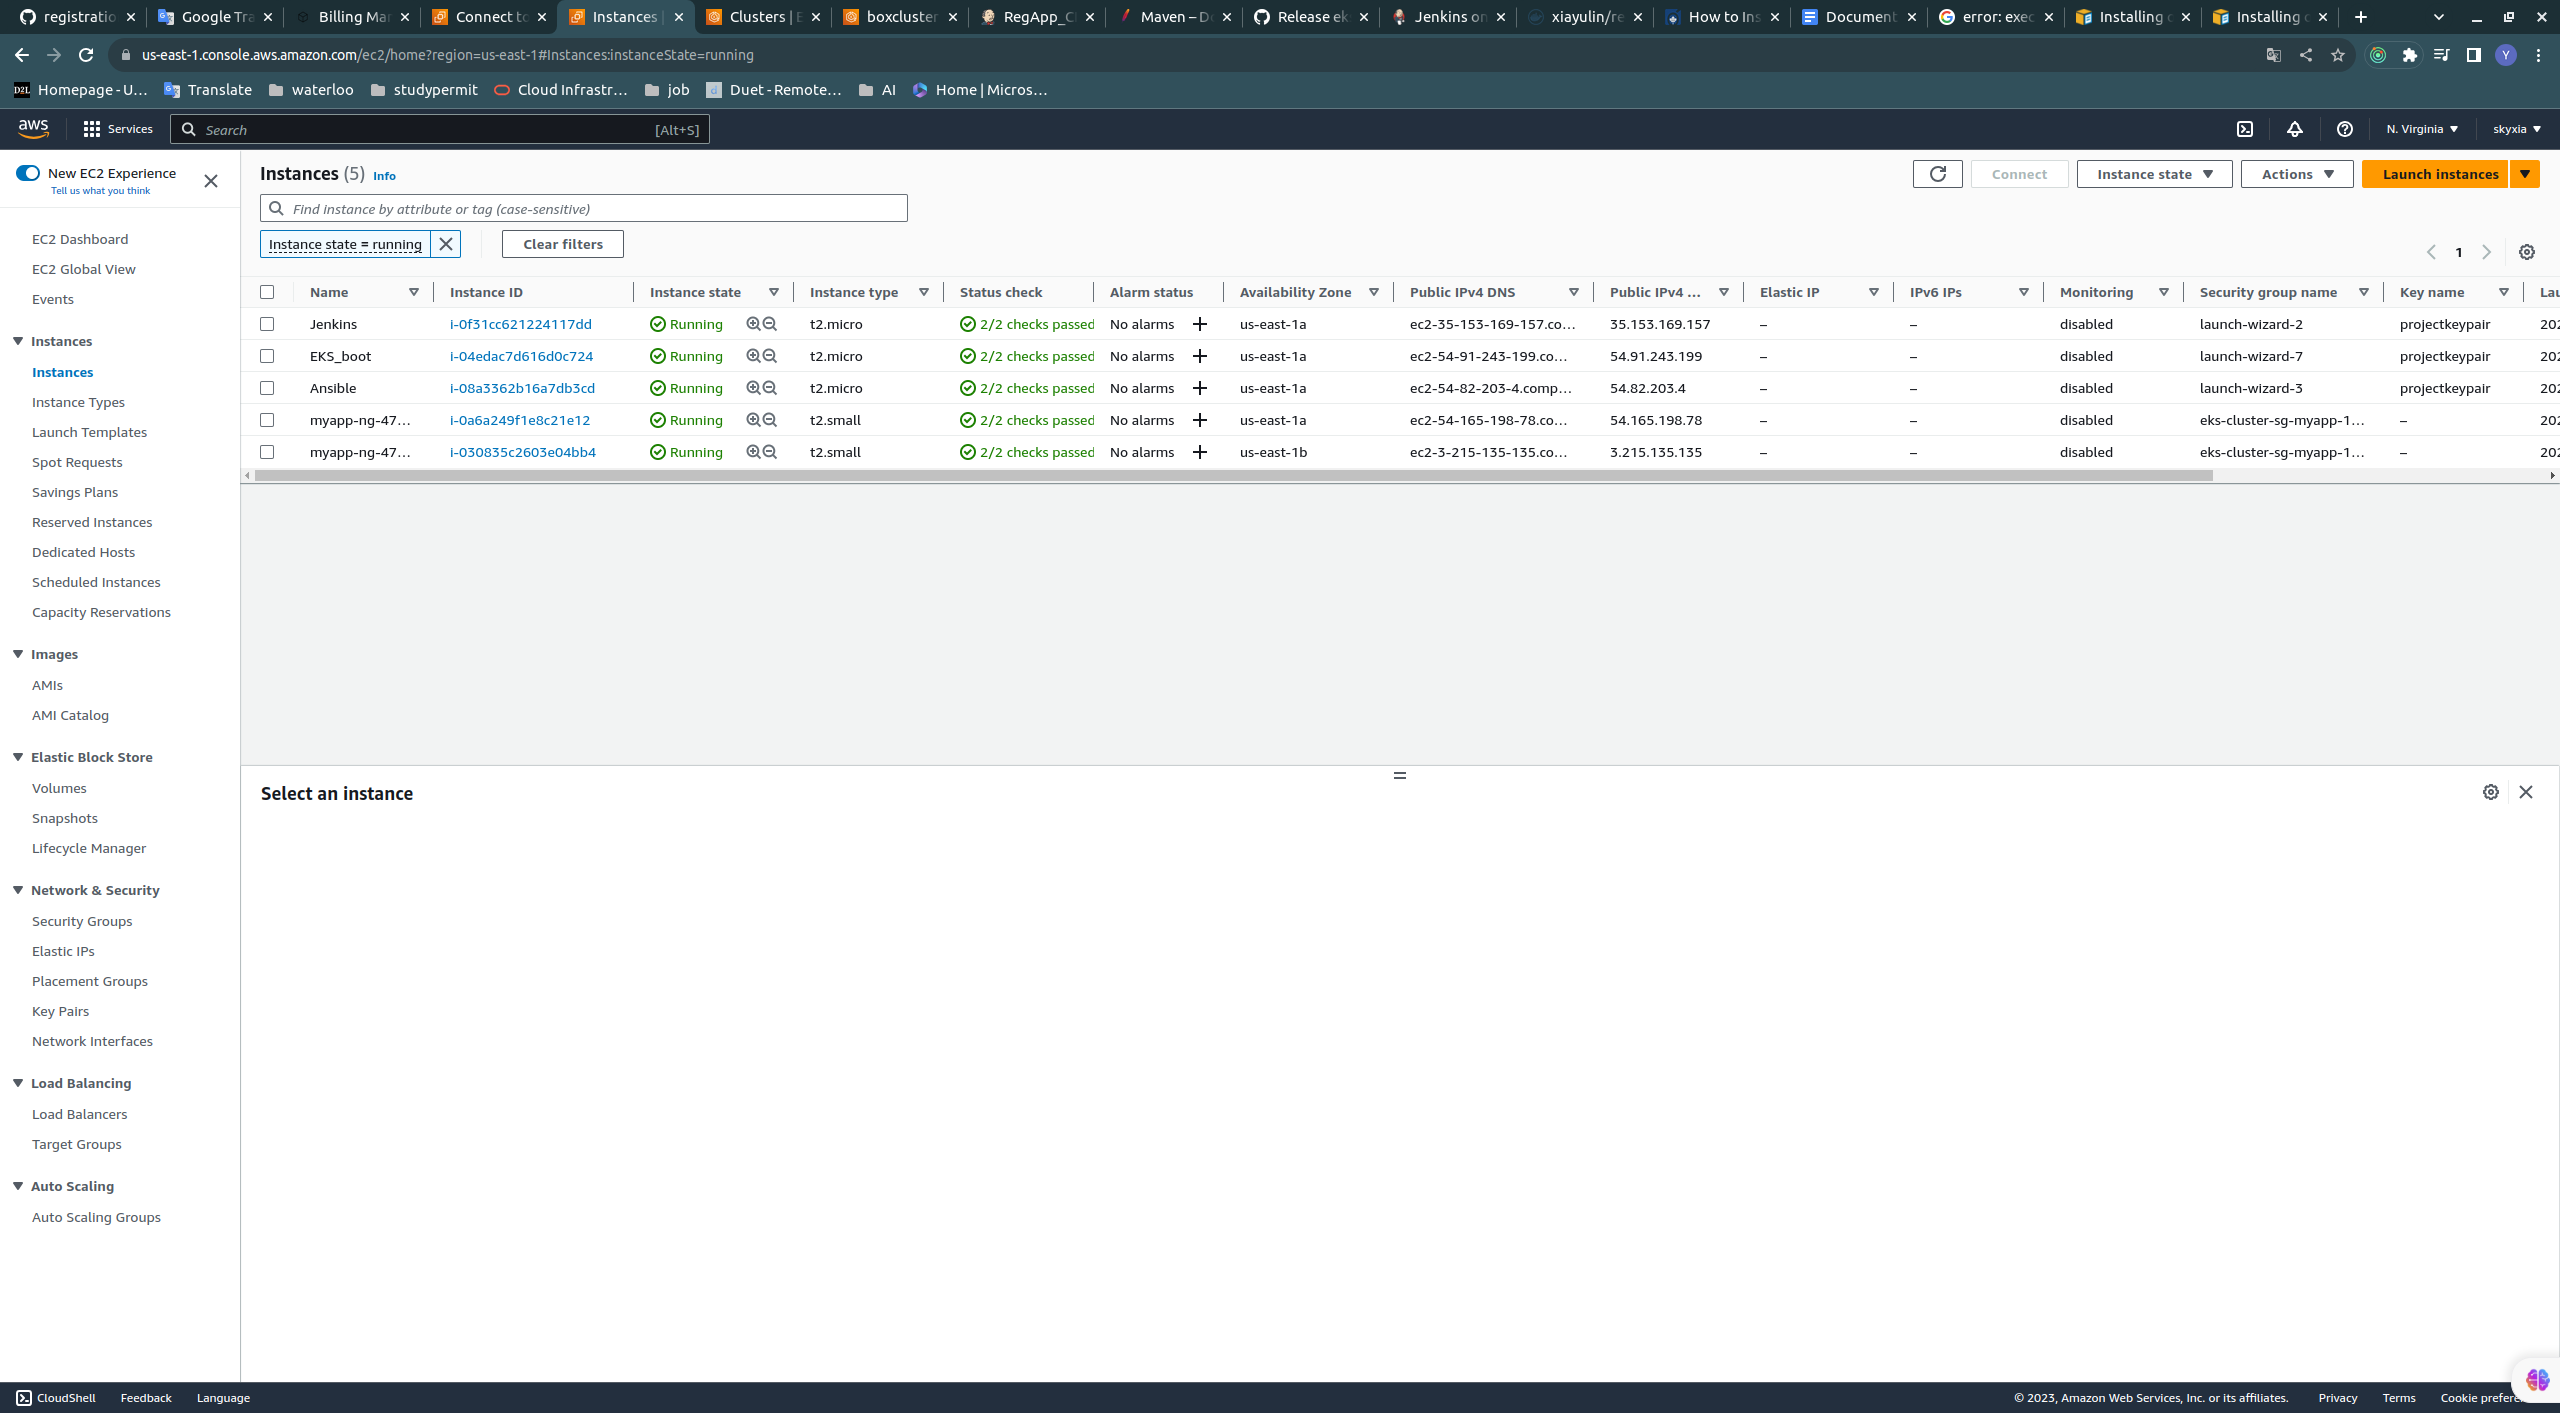 registratio
Google Tra
Billing Man
Connect to
Instances |
Clusters | E
boxcluster
RegApp_C
Maven – D
Release ek
Jenkins on
xiayulin/re
How to Ins
Document
error: exec
Installing
Installing
us-east-1.console.aws.amazon.com/ec2/home?region=us-east-1#Instances:instanceState=running
Y
D2L Homepage - U…
Translate
waterloo
studypermit
Cloud Infrastr…
job
Duet - Remote…
AI
Home | Micros…
aws
Services
Search
[Alt+S]
N. Virginia
skyxia
New EC2 Experience
Tell us what you think
EC2 Dashboard
EC2 Global View
Events
Instances
Instances
Instance Types
Launch Templates
Spot Requests
Savings Plans
Reserved Instances
Dedicated Hosts
Scheduled Instances
Capacity Reservations
Images
AMIs
AMI Catalog
Elastic Block Store
Volumes
Snapshots
Lifecycle Manager
Network & Security
Security Groups
Elastic IPs
Placement Groups
Key Pairs
Network Interfaces
Load Balancing
Load Balancers
Target Groups
Auto Scaling
Auto Scaling Groups
Instances (5) Info
Connect
Instance state
Actions
Launch instances
Find instance by attribute or tag (case-sensitive)
Instance state = running
Clear filters
1
Name Instance ID Instance state Instance type Status check Alarm status Availability Zone Public IPv4 DNS Public IPv4 ... Elastic IP IPv6 IPs Monitoring Security group name Key name Lau
Jenkins i-0f31cc621224117dd Running t2.micro 2/2 checks passed No alarms us-east-1a ec2-35-153-169-157.co… 35.153.169.157 – – disabled launch-wizard-2 projectkeypair 202
EKS_boot i-04edac7d616d0c724 Running t2.micro 2/2 checks passed No alarms us-east-1a ec2-54-91-243-199.co… 54.91.243.199 – – disabled launch-wizard-7 projectkeypair 202
Ansible i-08a3362b16a7db3cd Running t2.micro 2/2 checks passed No alarms us-east-1a ec2-54-82-203-4.comp… 54.82.203.4 – – disabled launch-wizard-3 projectkeypair 202
myapp-ng-47… i-0a6a249f1e8c21e12 Running t2.small 2/2 checks passed No alarms us-east-1a ec2-54-165-198-78.co… 54.165.198.78 – – disabled eks-cluster-sg-myapp-1… – 202
myapp-ng-47… i-030835c2603e04bb4 Running t2.small 2/2 checks passed No alarms us-east-1b ec2-3-215-135-135.co… 3.215.135.135 – – disabled eks-cluster-sg-myapp-1… – 202
Select an instance
CloudShell
Feedback
Language
© 2023, Amazon Web Services, Inc. or its affiliates.
Privacy
Terms
Cookie prefere